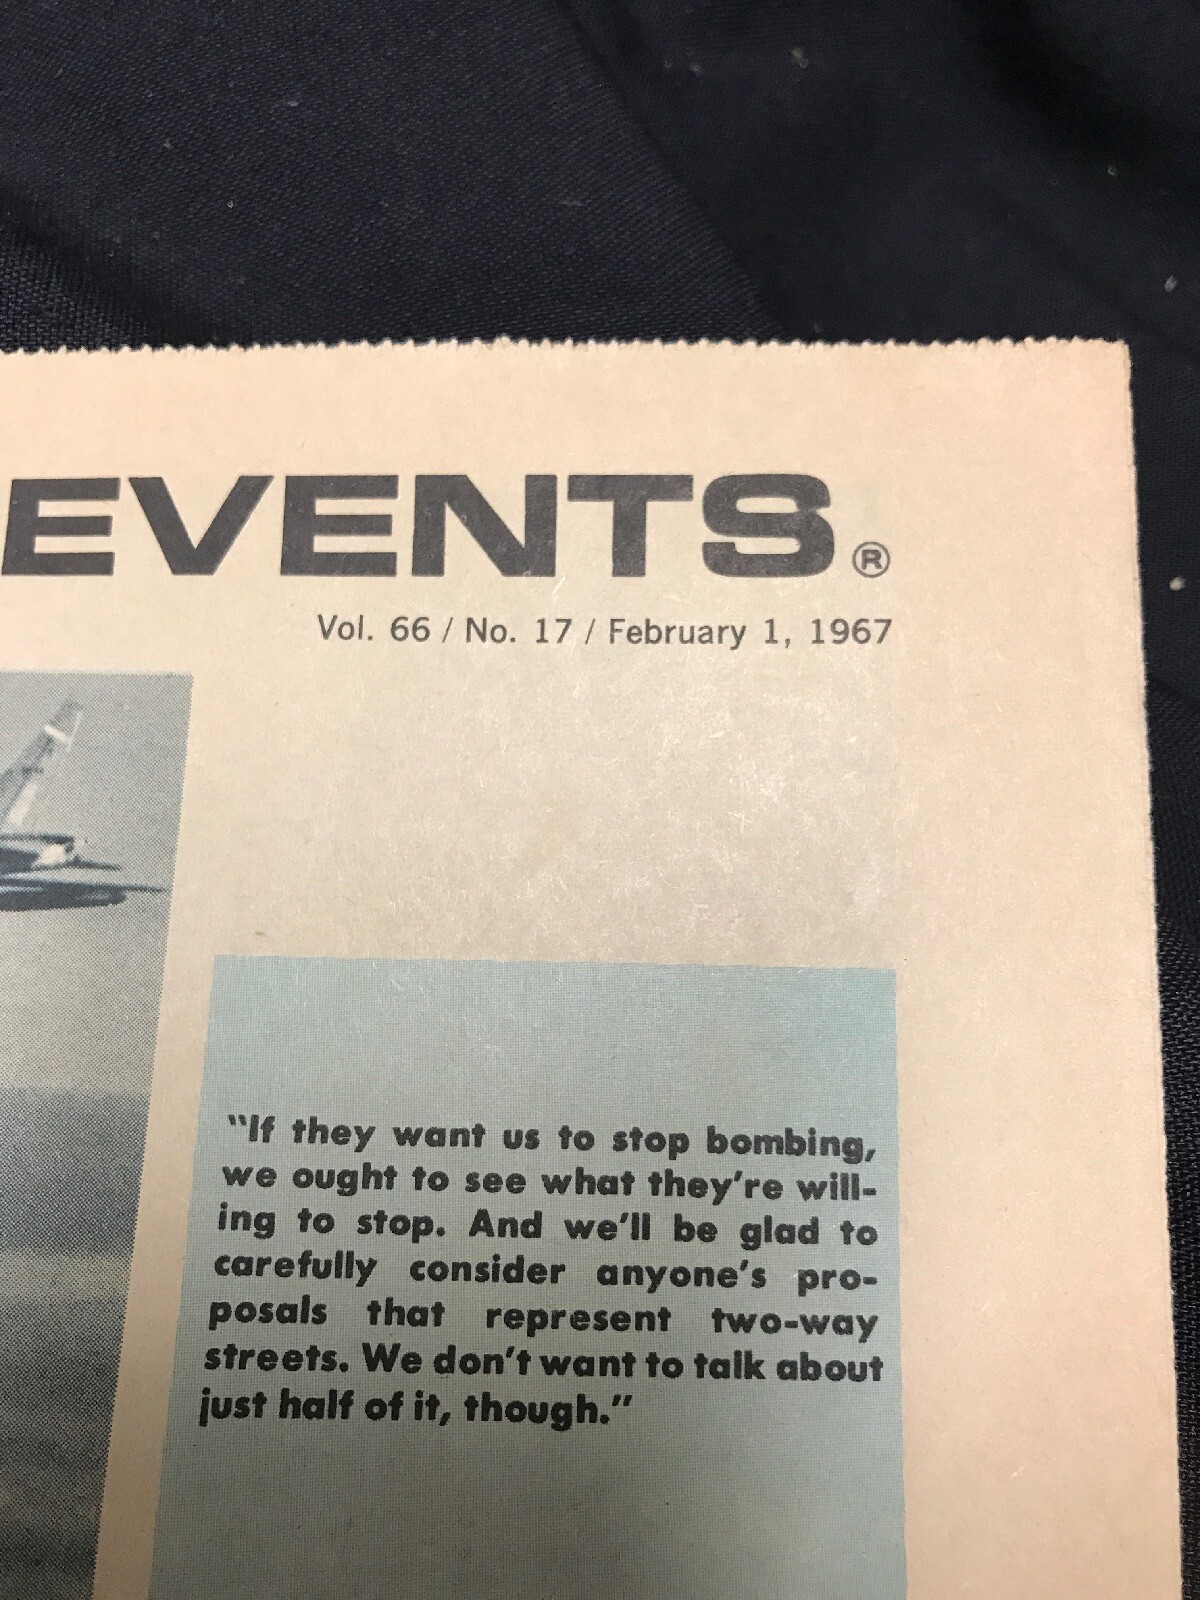 EVENTS®
Vol. 66 / No. 17 / February 1, 1967
"If they want us to stop bombing,
we ought to see what they're will-
ing to stop. And we'll be glad to
carefully consider anyone's pro-
posals that represent two-way
streets. We don't want to talk about
just half of it, though."